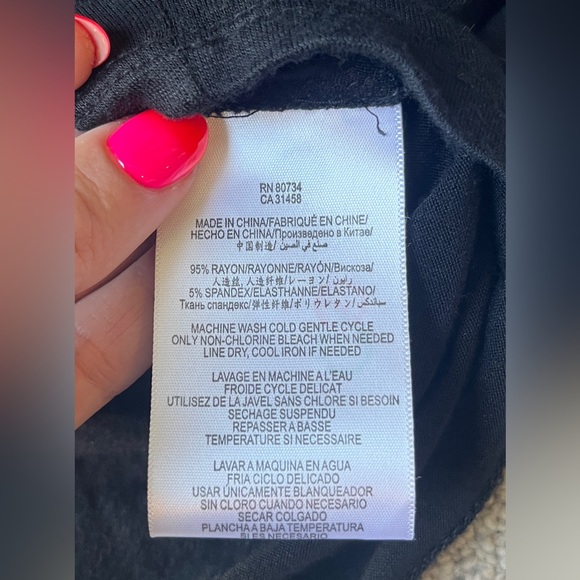 RN 80734
CA 31458
MADE IN CHINA/FABRIQUÉ EN CHINE/
HECHO EN CHINA/Произведено в Китае/
中国制造/ صنع في الصين/
95% RAYON/RAYONNE/RAYÓN/Вискоза/
人造丝, 人造纤维/レーヨン/ رايون
5% SPANDEX/ELASTHANNE/ELASTANO/
Ткань спандекс/弹性纤维/ポリウレタン/ سباندكس
MACHINE WASH COLD GENTLE CYCLE
ONLY NON-CHLORINE BLEACH WHEN NEEDED
LINE DRY, COOL IRON IF NEEDED
LAVAGE EN MACHINE A L'EAU
FROIDE CYCLE DELICAT
UTILISEZ DE LA JAVEL SANS CHLORE SI BESOIN
SECHAGE SUSPENDU
REPASSER A BASSE
TEMPERATURE SI NECESSAIRE
LAVAR A MAQUINA EN AGUA
FRIA CICLO DELICADO
USAR ÚNICAMENTE BLANQUEADOR
SIN CLORO CUANDO NECESARIO
SECAR COLGADO
PLANCHA A BAJA TEMPERATURA
SI ES NECESARIO